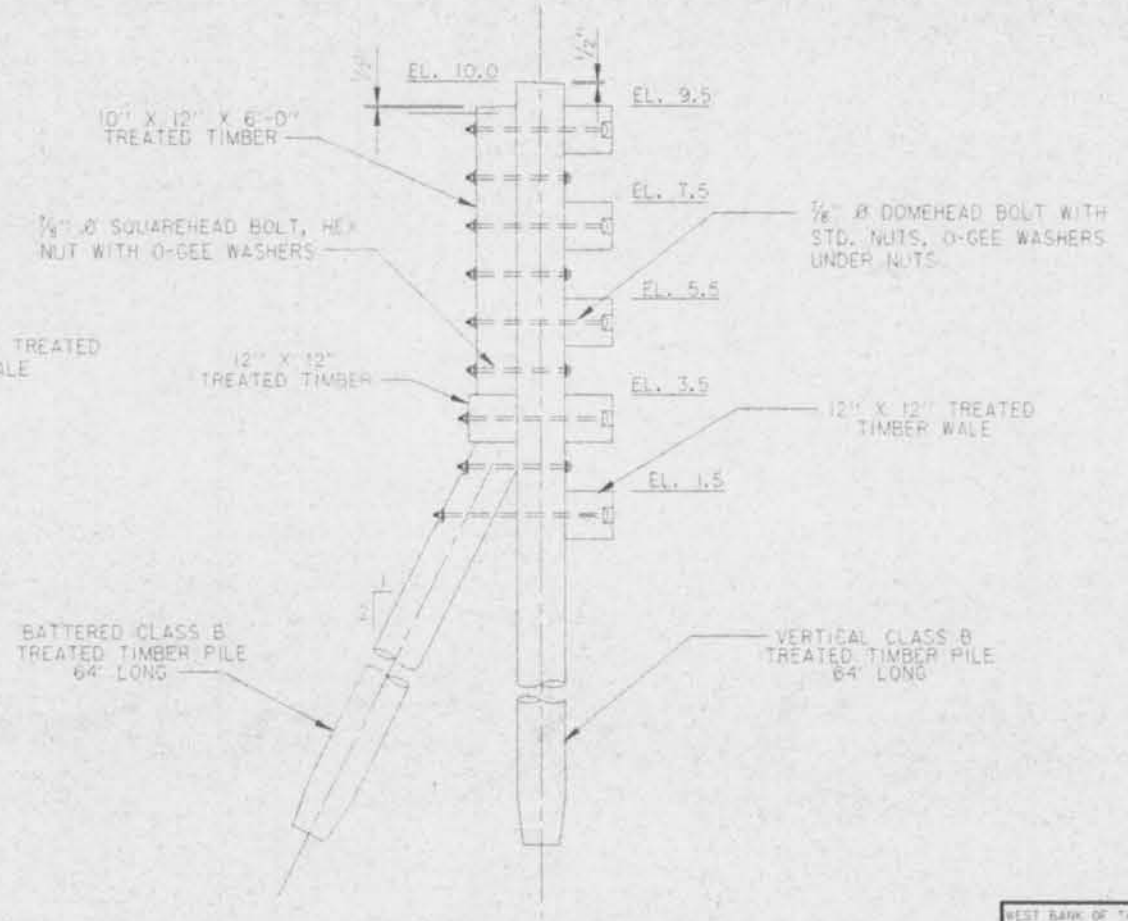 1/2"
EL. 10.0
1/2"
EL. 9.5
10" X 12" X 6'-0"
TREATED TIMBER
EL. 7.5
7/8" Ø SQUAREHEAD BOLT, HEX
NUT WITH O-GEE WASHERS
7/8" Ø DOMEHEAD BOLT WITH
STD. NUTS, O-GEE WASHERS
UNDER NUTS.
EL. 5.5
TREATED
12" X 12"
TREATED TIMBER
EL. 3.5
12" X 12" TREATED
TIMBER WALE
EL. 1.5
1
2
BATTERED CLASS B
TREATED TIMBER PILE
64' LONG
VERTICAL CLASS B
TREATED TIMBER PILE
64' LONG
WEST BANK OF